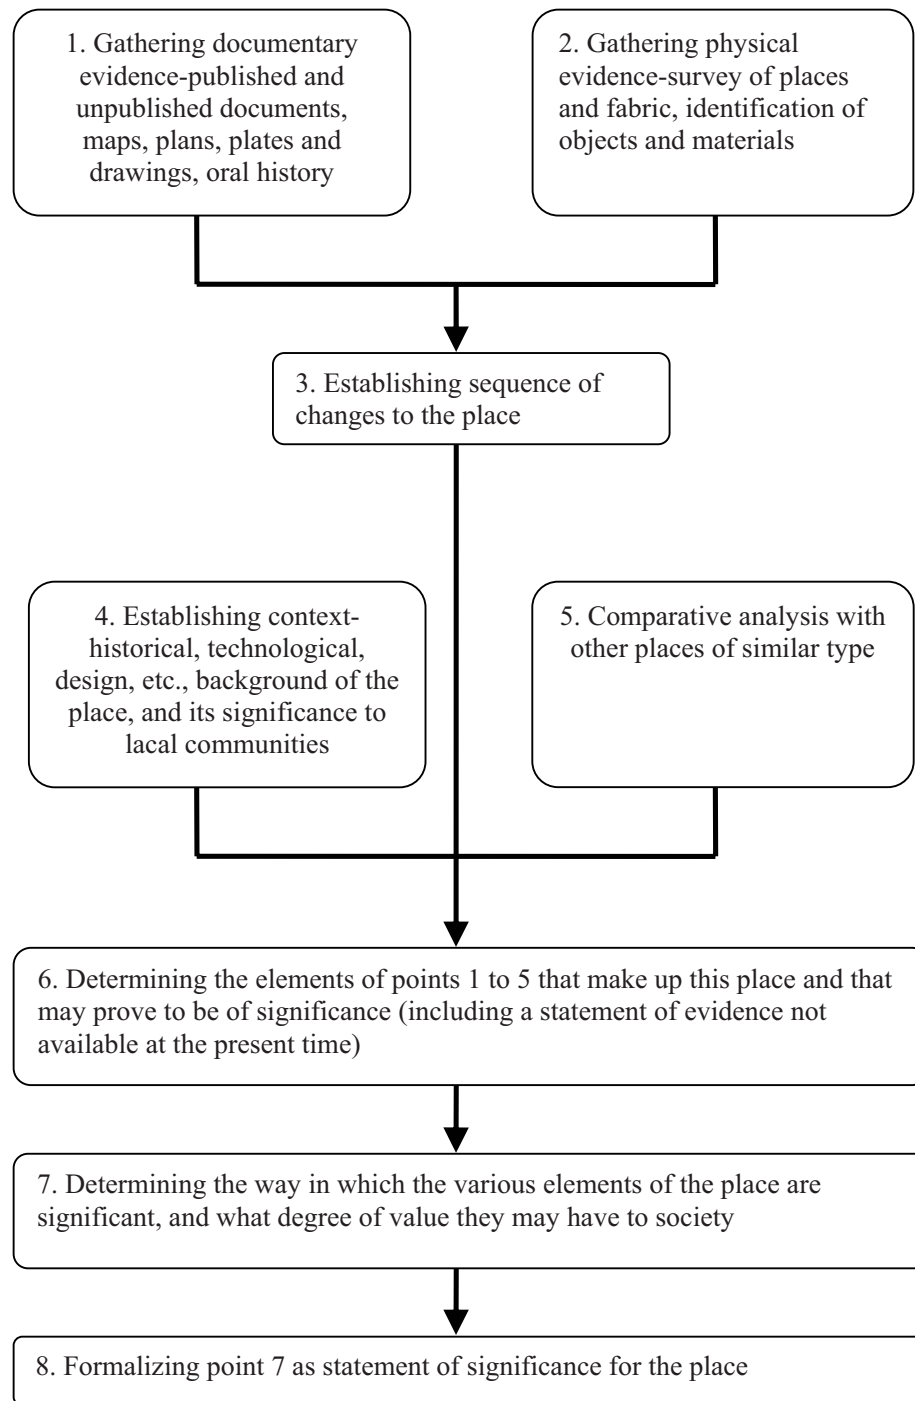 1. Gathering documentary
evidence-published and
unpublished documents,
maps, plans, plates and
drawings, oral history
2. Gathering physical
evidence-survey of places
and fabric, identification of
objects and materials
3. Establishing sequence of
changes to the place
4. Establishing context-
historical, technological,
design, etc., background of the
place, and its significance to
lacal communities
5. Comparative analysis with
other places of similar type
6. Determining the elements of points 1 to 5 that make up this place and that
may prove to be of significance (including a statement of evidence not
available at the present time)
7. Determining the way in which the various elements of the place are
significant, and what degree of value they may have to society
8. Formalizing point 7 as statement of significance for the place